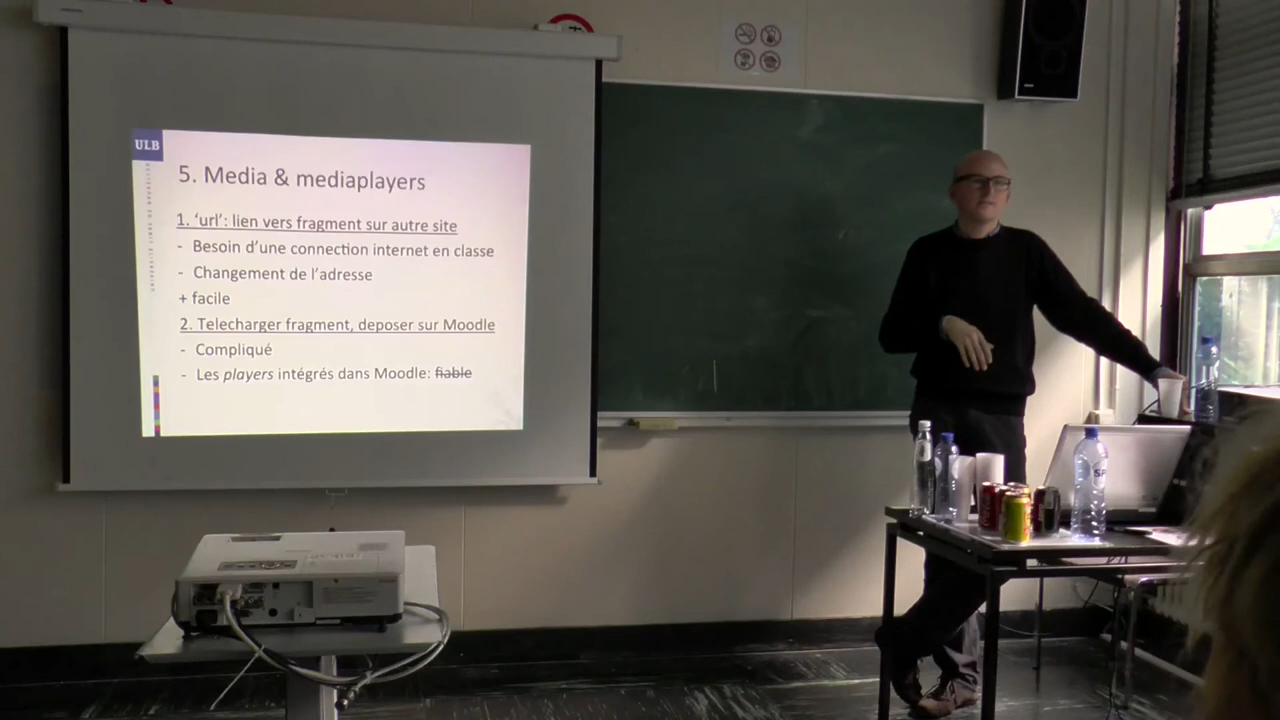 ULB
5. Media & mediaplayers
1. ‘url’: lien vers fragment sur autre site
- Besoin d’une connection internet en classe
- Changement de l’adresse
+ facile
2. Telecharger fragment, deposer sur Moodle
- Compliqué
- Les players intégrés dans Moodle: fiable